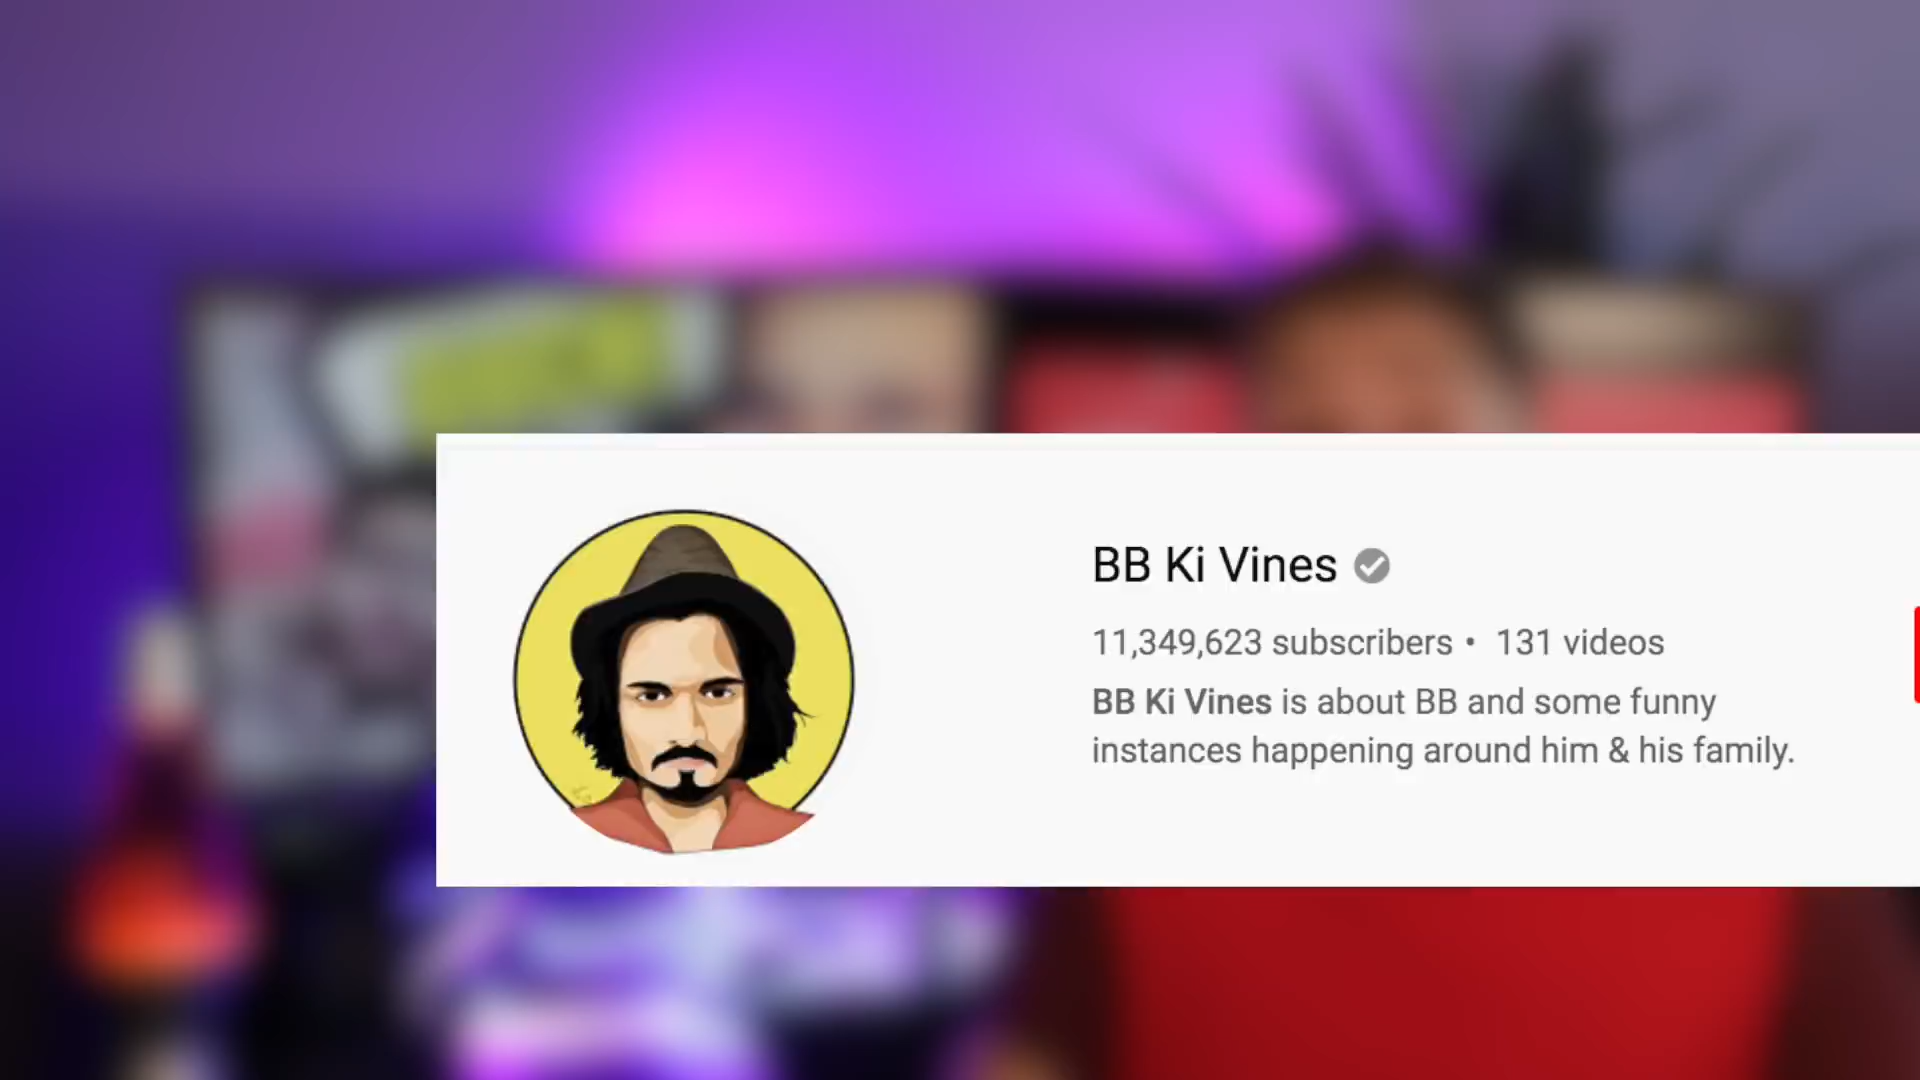 BB Ki Vines
11,349,623 subscribers • 131 videos
BB Ki Vines is about BB and some funny
instances happening around him & his family.